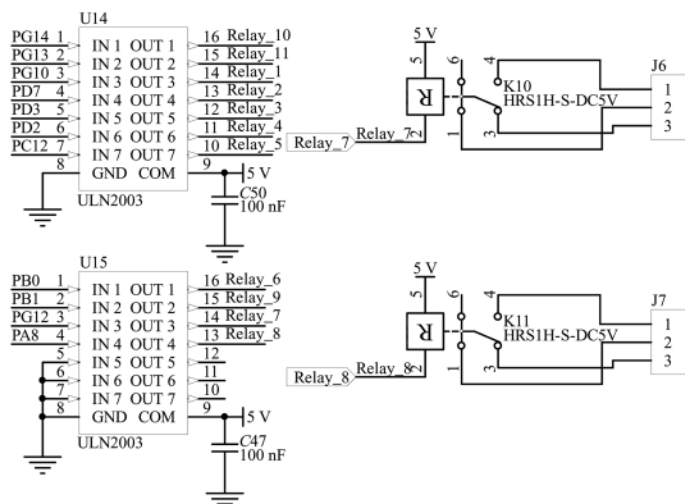 U14
PG14 1 IN 1 OUT 1 16 Relay_10
PG13 2 IN 2 OUT 2 15 Relay_11
PG10 3 IN 3 OUT 3 14 Relay_1
PD7 4 IN 4 OUT 4 13 Relay_2
PD3 5 IN 5 OUT 5 12 Relay_3
PD2 6 IN 6 OUT 6 11 Relay_4
PC12 7 IN 7 OUT 7 10 Relay_5
8 GND COM 9
5 V
ULN2003
C50
100 nF
5 V
5 6 4
K10
HRS1H-S-DC5V
R
2 1 3
Relay_7 Relay_7
J6
1
2
3
U15
PB0 1 IN 1 OUT 1 16 Relay_6
PB1 2 IN 2 OUT 2 15 Relay_9
PG12 3 IN 3 OUT 3 14 Relay_7
PA8 4 IN 4 OUT 4 13 Relay_8
5 IN 5 OUT 5 12
6 IN 6 OUT 6 11
7 IN 7 OUT 7 10
8 GND COM 9
5 V
ULN2003
C47
100 nF
5 V
5 6 4
K11
HRS1H-S-DC5V
R
2 1 3
Relay_8 Relay_8
J7
1
2
3